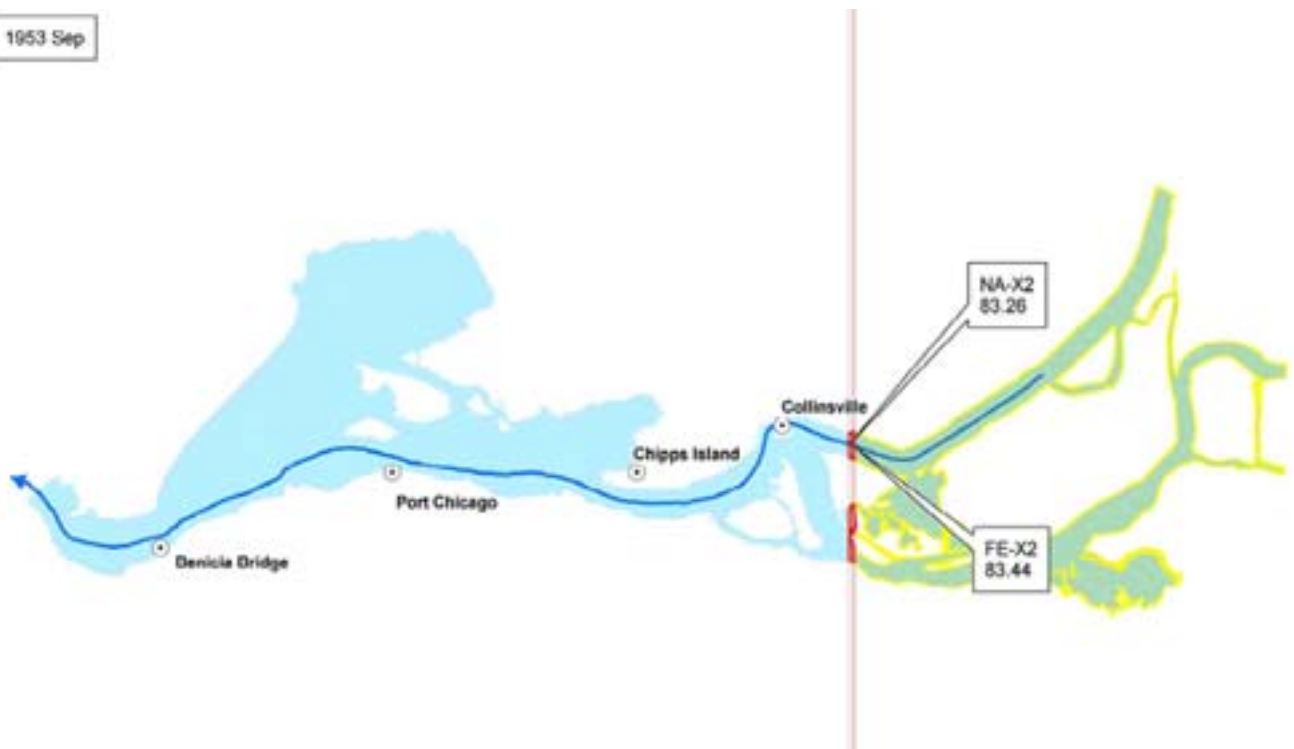 1953 Sep
NA-X2
83.26
Collinsville
Chipps Island
Port Chicago
Benicia Bridge
FE-X2
83.44